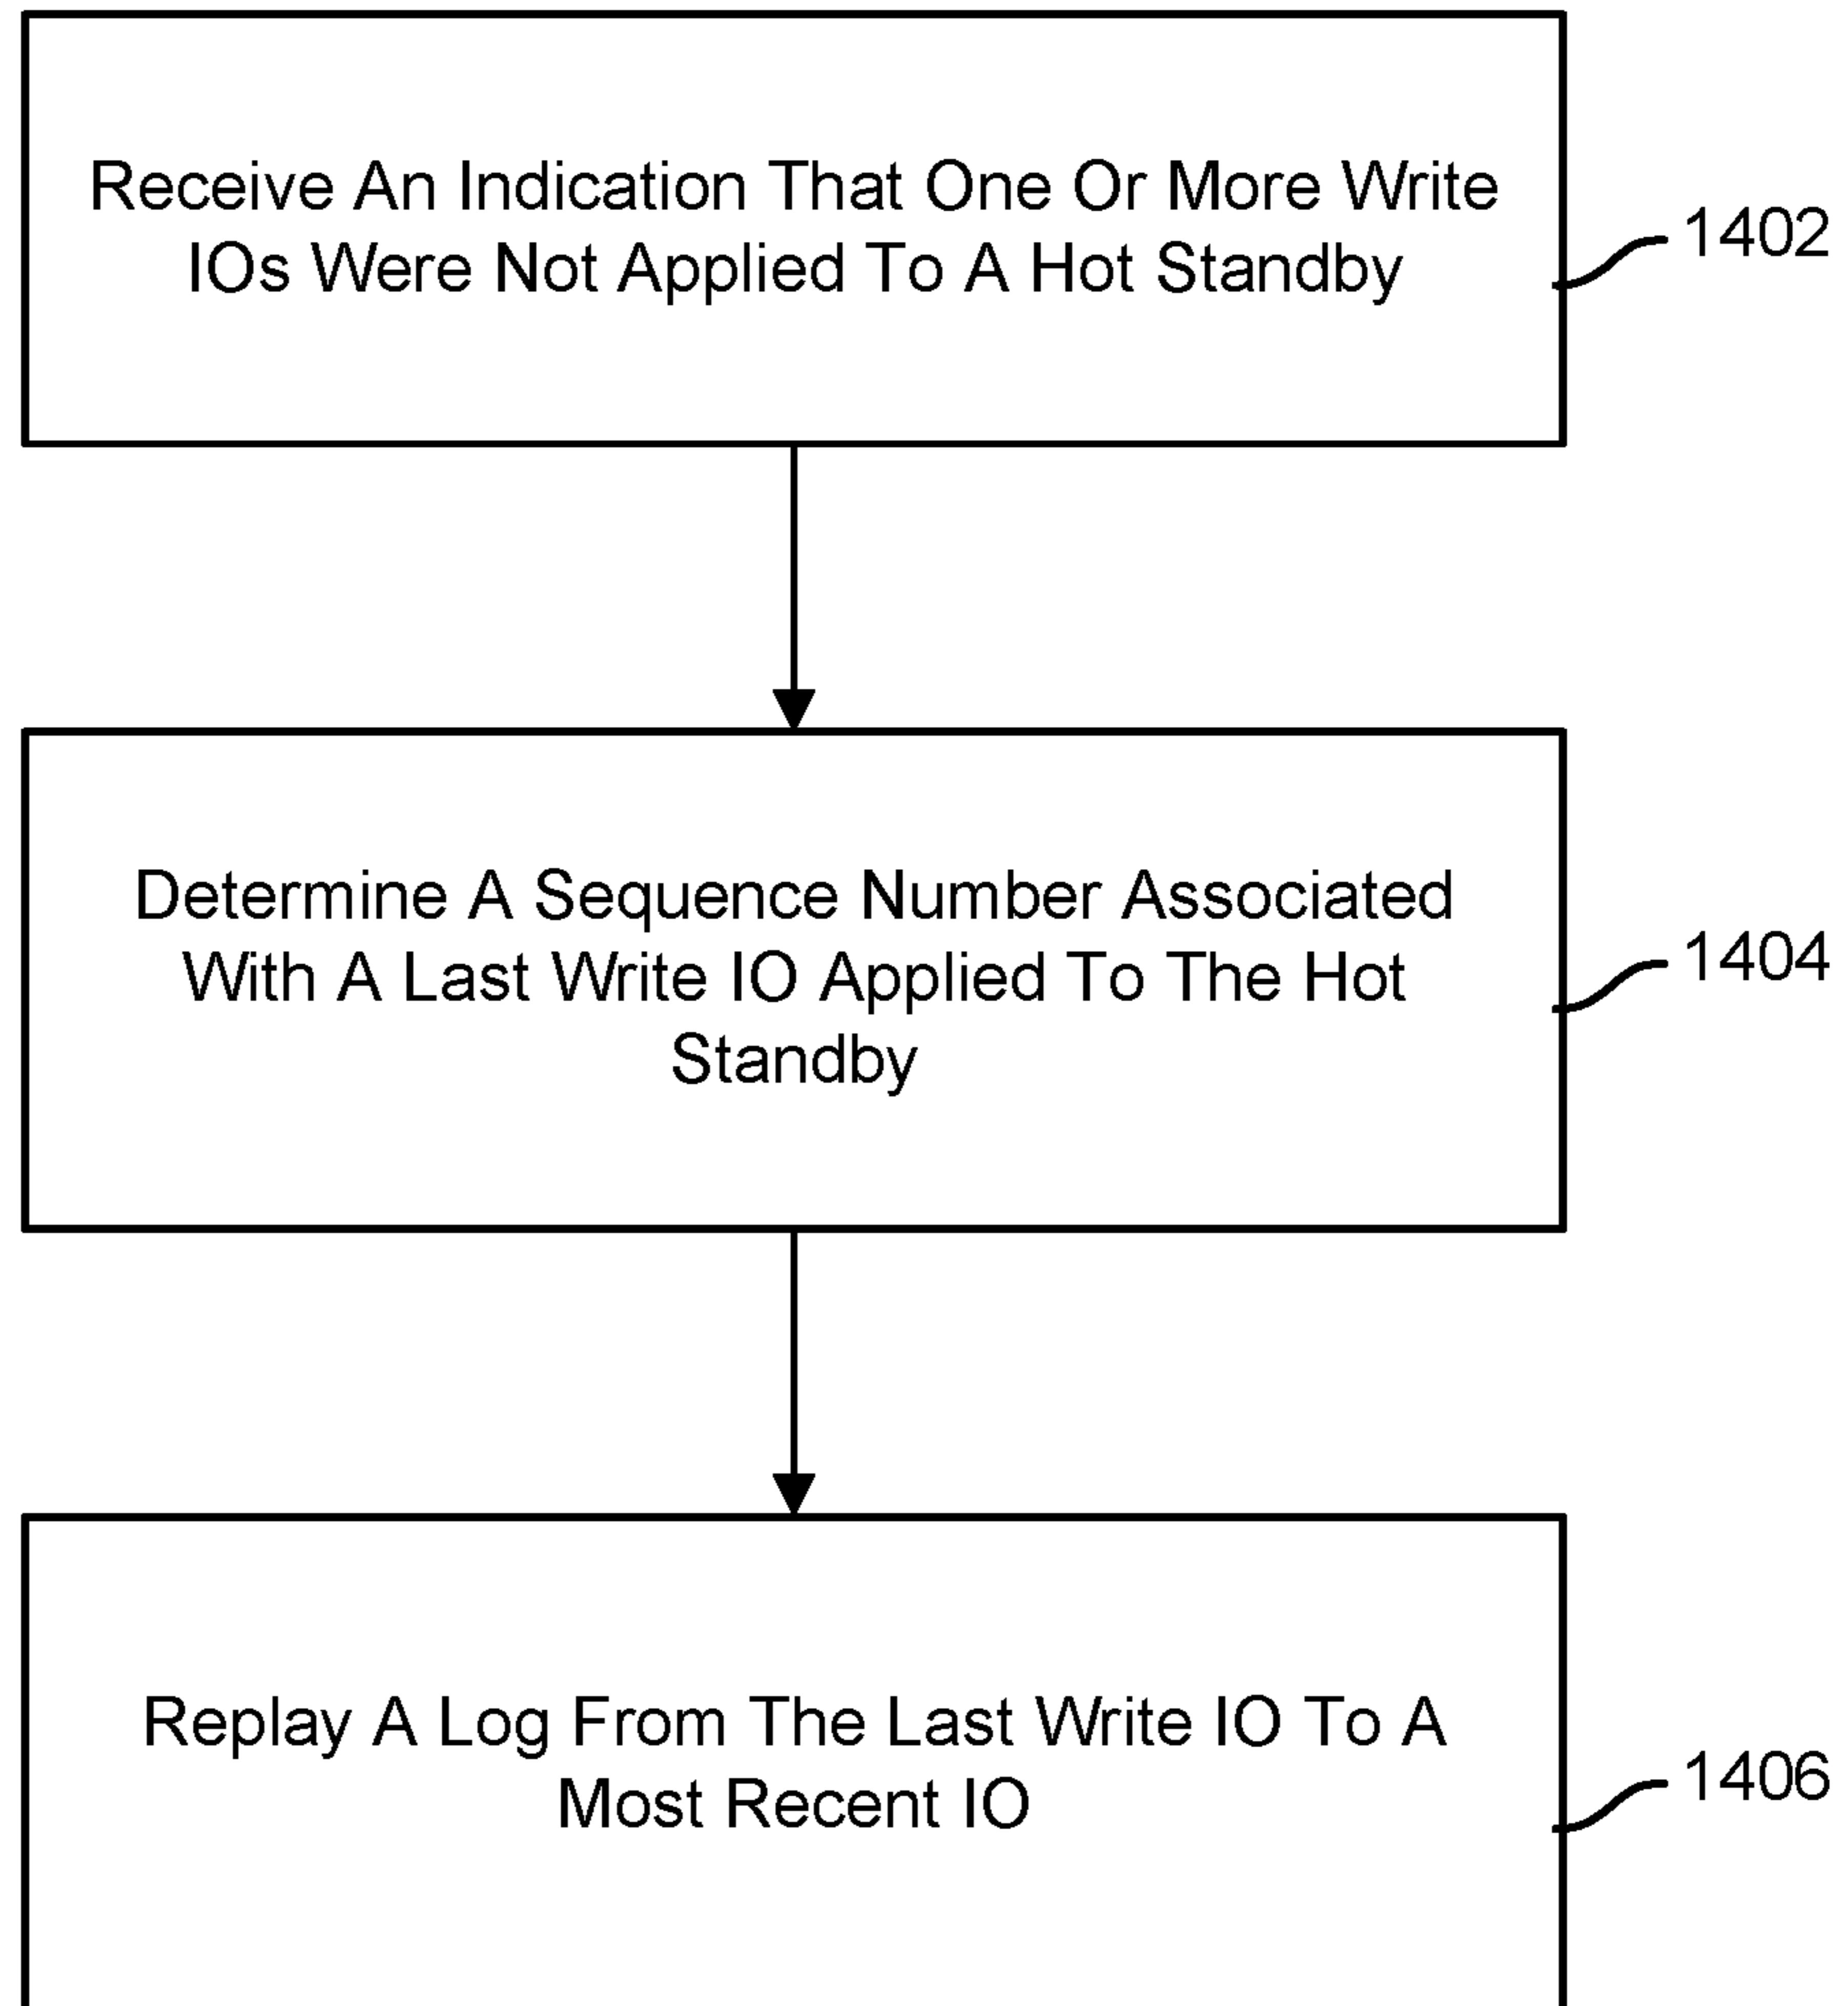 Receive An Indication That One Or More Write
IOs Were Not Applied To A Hot Standby
1402
Determine A Sequence Number Associated
With A Last Write IO Applied To The Hot
Standby
1404
Replay A Log From The Last Write IO To A
Most Recent IO
1406